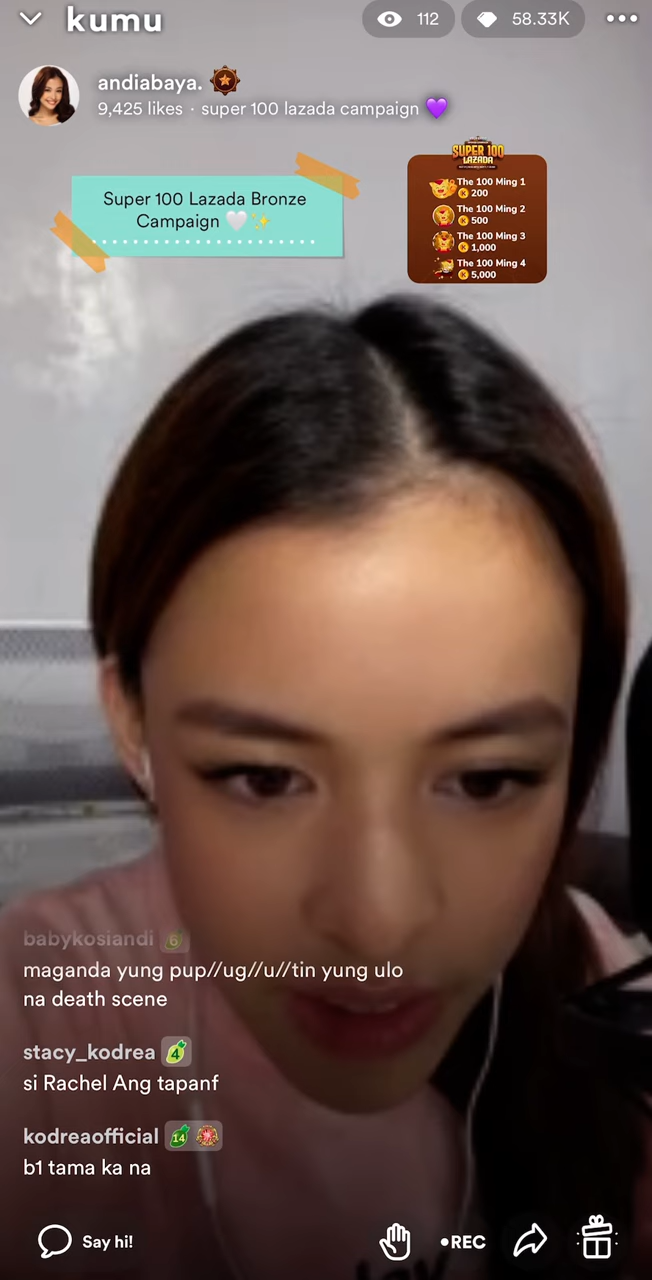 kumu
112
58.33K
andiabaya.
9,425 likes · super 100 lazada campaign 💜
Super 100 Lazada Bronze
Campaign 🤍✨
SUPER 100
LAZADA
The 100 Ming 1
K 200
The 100 Ming 2
K 500
The 100 Ming 3
K 1,000
The 100 Ming 4
K 5,000
babykosiandi 6
maganda yung pup//ug//u//tin yung ulo
na death scene
stacy_kodrea 4
si Rachel Ang tapanf
kodreaofficial 14
b1 tama ka na
Say hi!
•REC